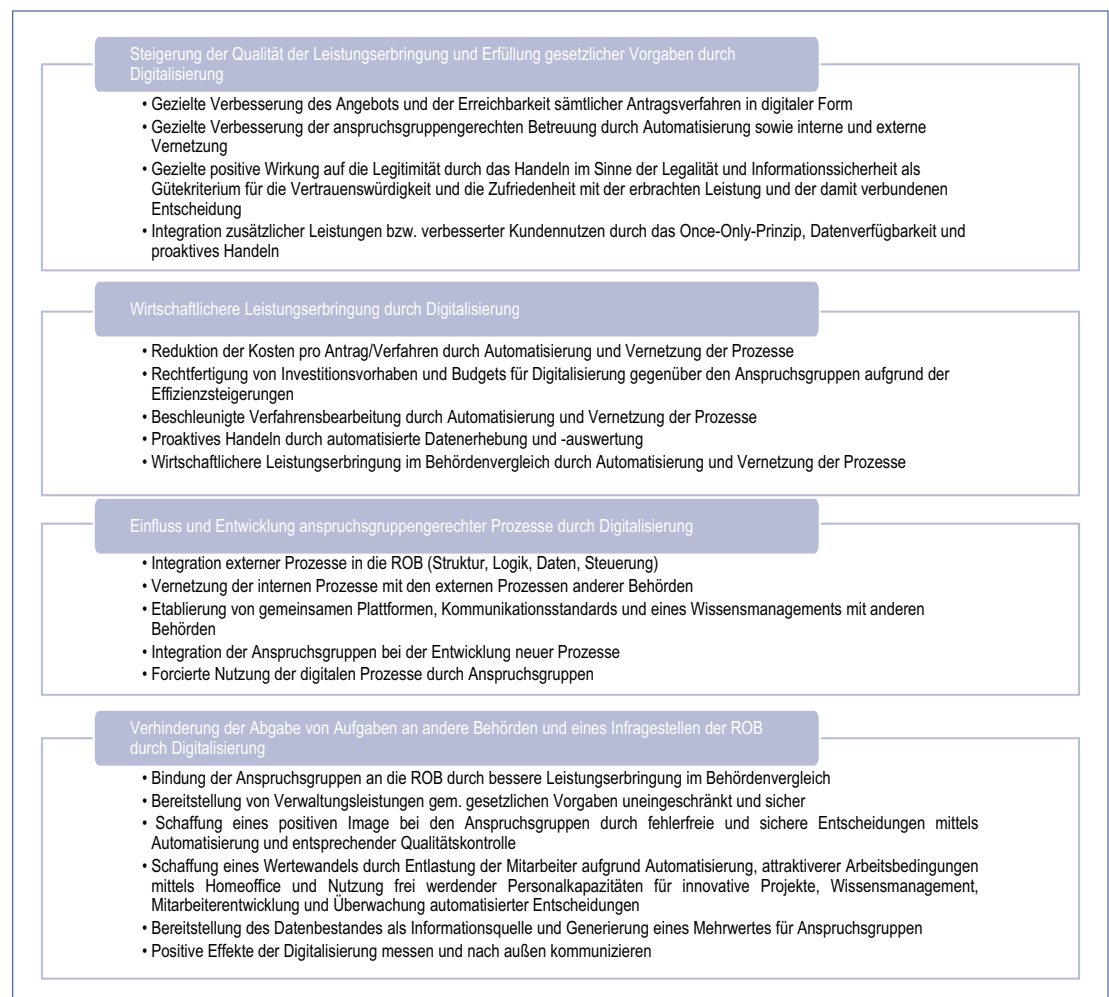 Steigerung der Qualität der Leistungserbringung und Erfüllung gesetzlicher Vorgaben durch
Digitalisierung
• Gezielte Verbesserung des Angebots und der Erreichbarkeit sämtlicher Antragsverfahren in digitaler Form
• Gezielte Verbesserung der anspruchsgruppengerechten Betreuung durch Automatisierung sowie interne und externe
Vernetzung
• Gezielte positive Wirkung auf die Legitimität durch das Handeln im Sinne der Legalität und Informationssicherheit als
Gütekriterium für die Vertrauenswürdigkeit und die Zufriedenheit mit der erbrachten Leistung und der damit verbundenen
Entscheidung
• Integration zusätzlicher Leistungen bzw. verbesserter Kundennutzen durch das Once-Only-Prinzip, Datenverfügbarkeit und
proaktives Handeln
Wirtschaftlichere Leistungserbringung durch Digitalisierung
• Reduktion der Kosten pro Antrag/Verfahren durch Automatisierung und Vernetzung der Prozesse
• Rechtfertigung von Investitionsvorhaben und Budgets für Digitalisierung gegenüber den Anspruchsgruppen aufgrund der
Effizienzsteigerungen
• Beschleunigte Verfahrensbearbeitung durch Automatisierung und Vernetzung der Prozesse
• Proaktives Handeln durch automatisierte Datenerhebung und -auswertung
• Wirtschaftlichere Leistungserbringung im Behördenvergleich durch Automatisierung und Vernetzung der Prozesse
Einfluss und Entwicklung anspruchsgruppengerechter Prozesse durch Digitalisierung
• Integration externer Prozesse in die ROB (Struktur, Logik, Daten, Steuerung)
• Vernetzung der internen Prozesse mit den externen Prozessen anderer Behörden
• Etablierung von gemeinsamen Plattformen, Kommunikationsstandards und eines Wissensmanagements mit anderen
Behörden
• Integration der Anspruchsgruppen bei der Entwicklung neuer Prozesse
• Forcierte Nutzung der digitalen Prozesse durch Anspruchsgruppen
Verhinderung der Abgabe von Aufgaben an andere Behörden und eines Infragestellen der ROB
durch Digitalisierung
• Bindung der Anspruchsgruppen an die ROB durch bessere Leistungserbringung im Behördenvergleich
• Bereitstellung von Verwaltungsleistungen gem. gesetzlichen Vorgaben uneingeschränkt und sicher
• Schaffung eines positiven Image bei den Anspruchsgruppen durch fehlerfreie und sichere Entscheidungen mittels
Automatisierung und entsprechender Qualitätskontrolle
• Schaffung eines Wertewandels durch Entlastung der Mitarbeiter aufgrund Automatisierung, attraktiverer Arbeitsbedingungen
mittels Homeoffice und Nutzung frei werdender Personalkapazitäten für innovative Projekte, Wissensmanagement,
Mitarbeiterentwicklung und Überwachung automatisierter Entscheidungen
• Bereitstellung des Datenbestandes als Informationsquelle und Generierung eines Mehrwertes für Anspruchsgruppen
• Positive Effekte der Digitalisierung messen und nach außen kommunizieren